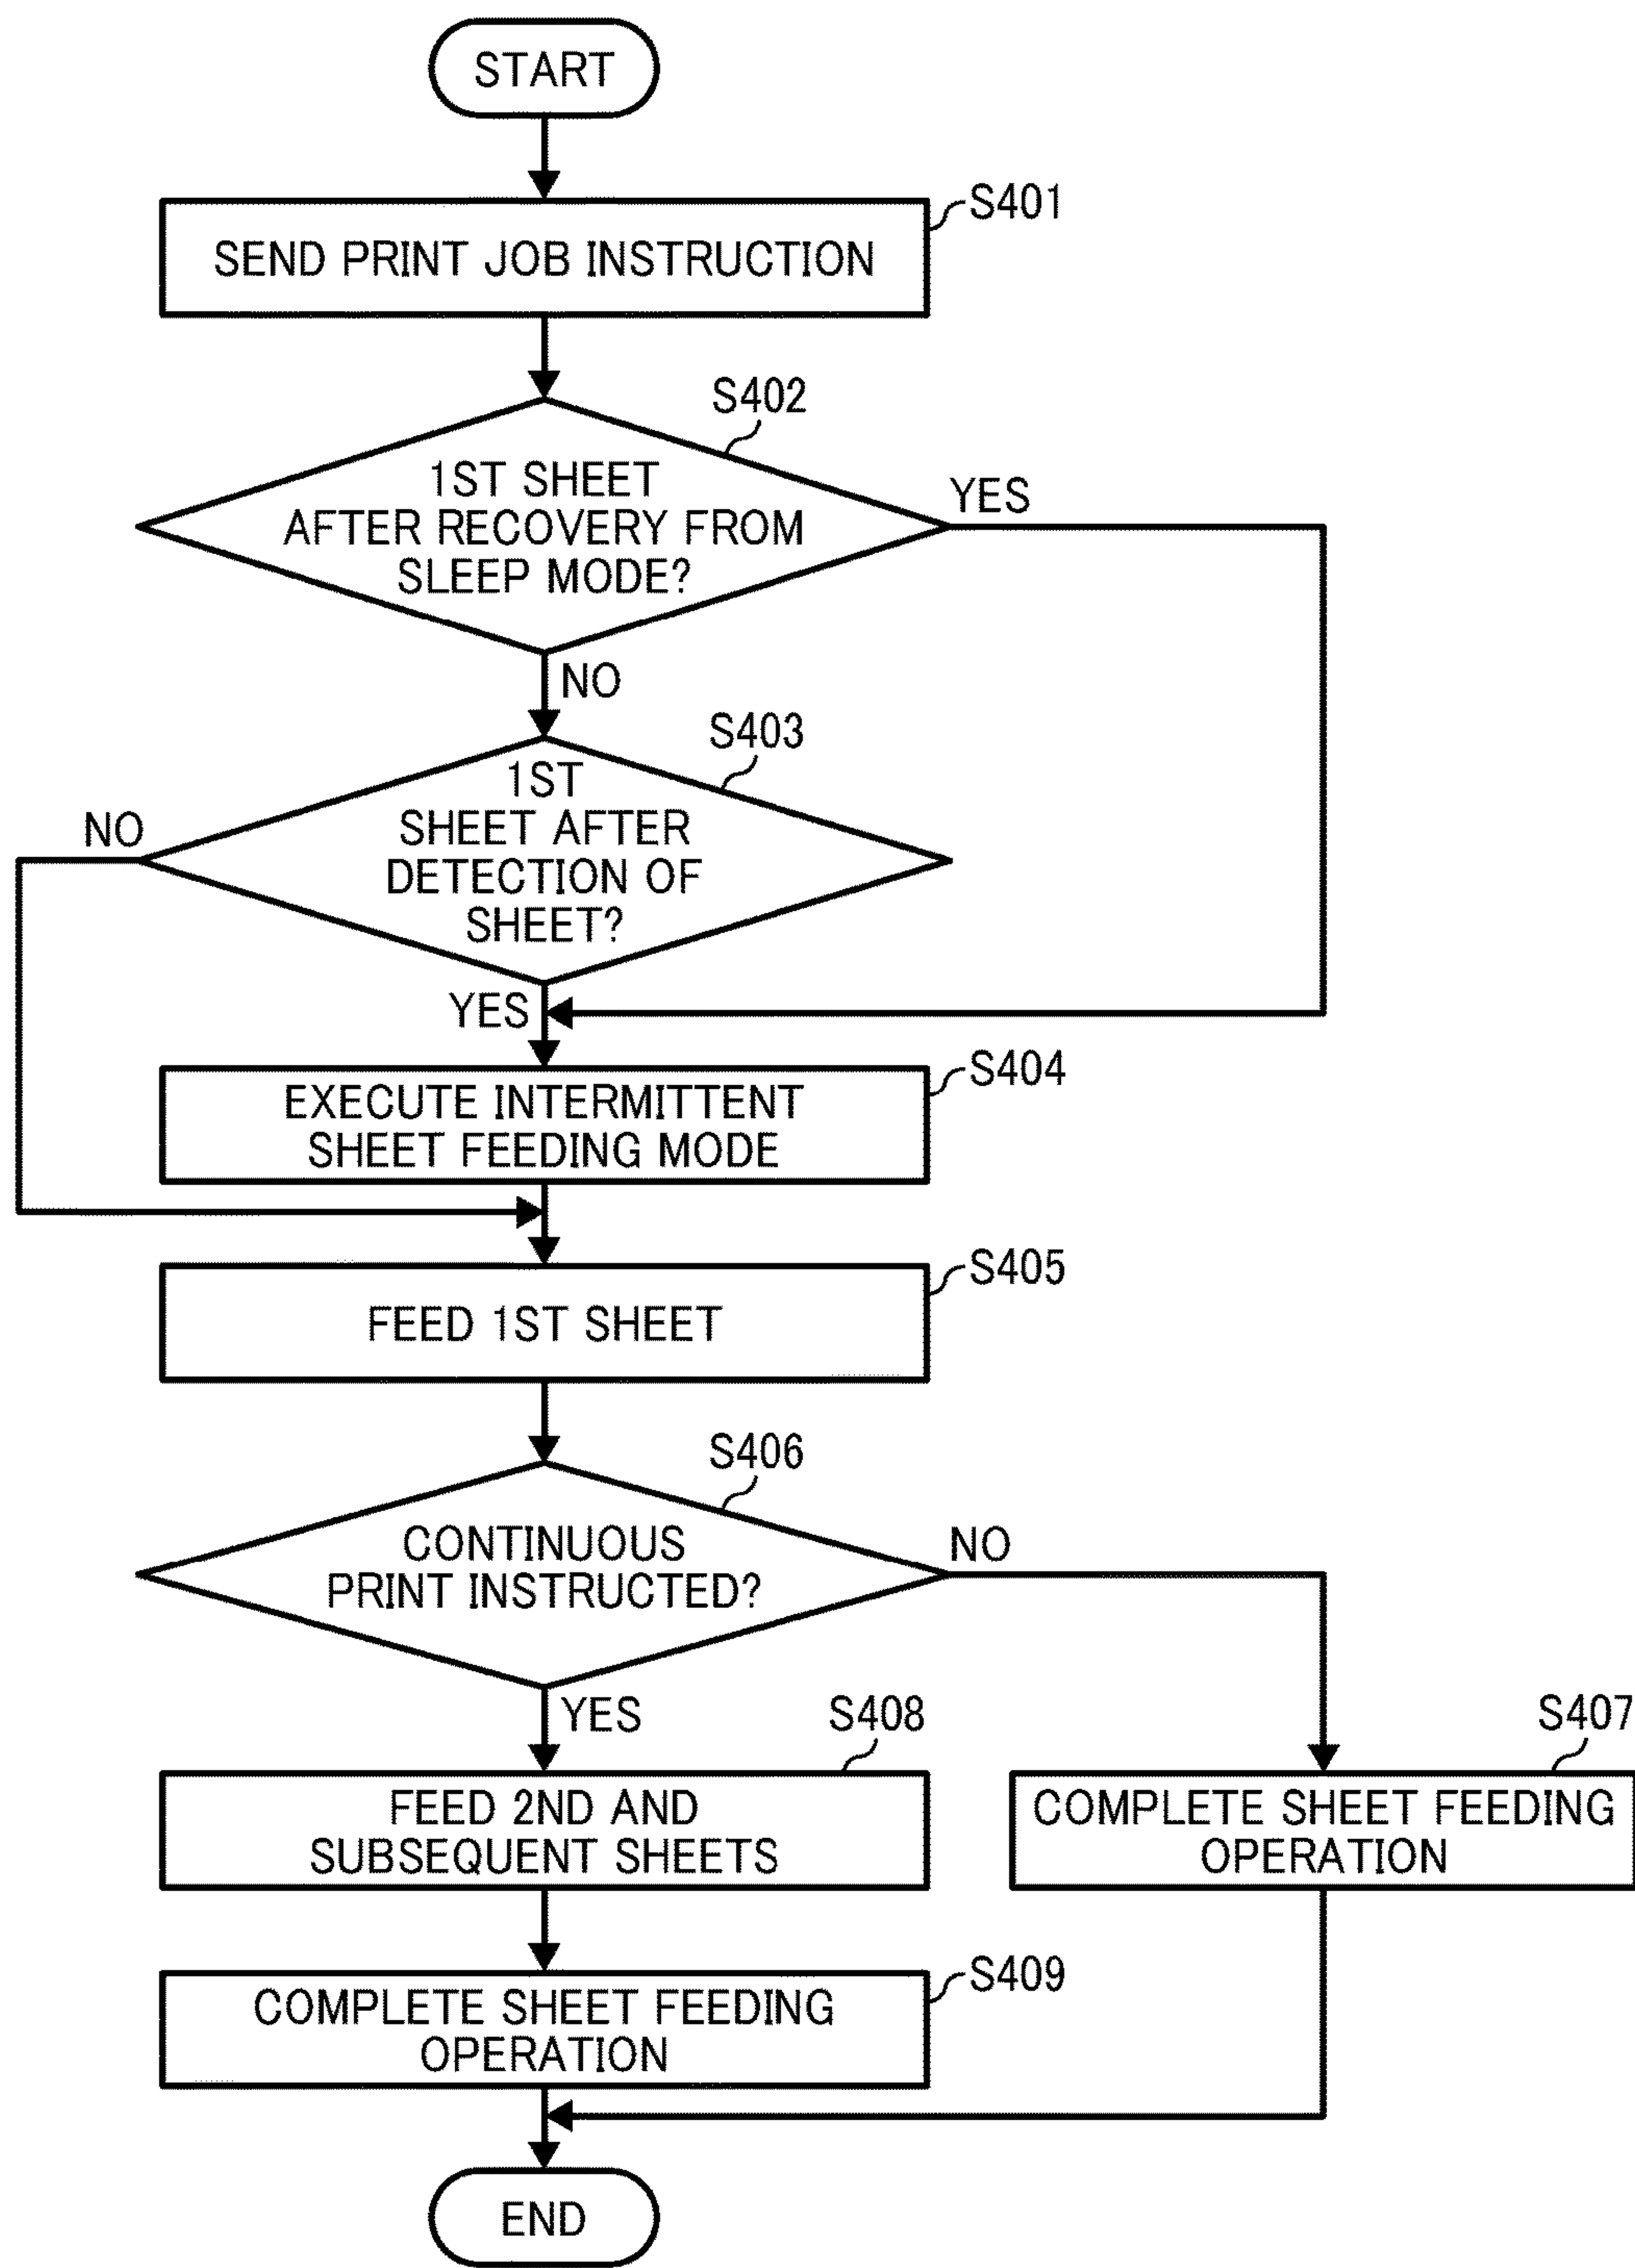 START
S401
SEND PRINT JOB INSTRUCTION
S402
1ST SHEET
AFTER RECOVERY FROM
SLEEP MODE?
YES
NO
S403
1ST
SHEET AFTER
DETECTION OF
SHEET?
NO
YES
S404
EXECUTE INTERMITTENT
SHEET FEEDING MODE
S405
FEED 1ST SHEET
S406
CONTINUOUS
PRINT INSTRUCTED?
NO
YES
S408
FEED 2ND AND
SUBSEQUENT SHEETS
S407
COMPLETE SHEET FEEDING
OPERATION
S409
COMPLETE SHEET FEEDING
OPERATION
END